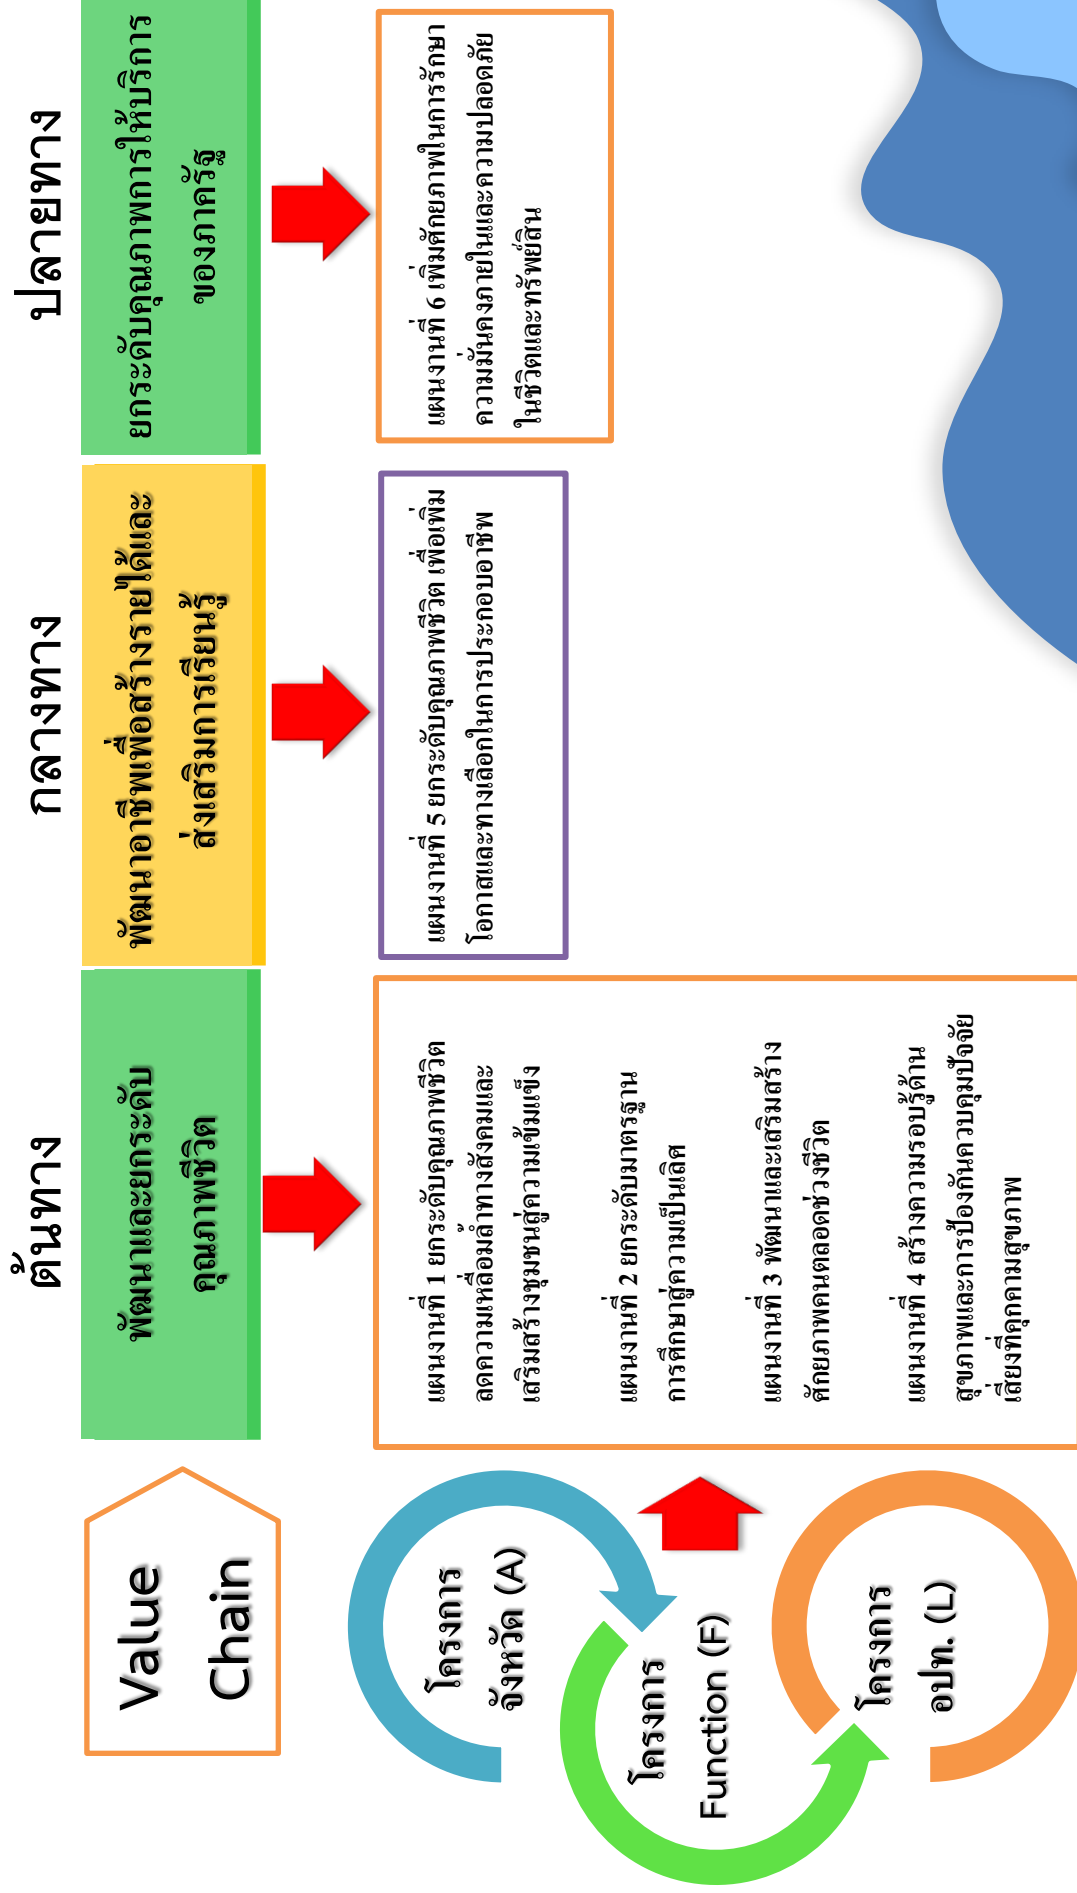 ต้นทาง
กลางทาง
ปลายทาง
Value
Chain
พัฒนาและยกระดับ
คุณภาพชีวิต
พัฒนาอาชีพเพื่อสร้างรายได้และ
ส่งเสริมการเรียนรู้
ยกระดับคุณภาพการให้บริการ
ของภาครัฐ
โครงการ
จังหวัด (A)
โครงการ
Function (F)
โครงการ
อปท. (L)
แผนงานที่ 1 ยกระดับคุณภาพชีวิต
ลดความเหลื่อมล้ำทางสังคมและ
เสริมสร้างชุมชนสู่ความเข้มแข็ง
แผนงานที่ 2 ยกระดับมาตรฐาน
การศึกษาสู่ความเป็นเลิศ
แผนงานที่ 3 พัฒนาและเสริมสร้าง
ศักยภาพคนตลอดช่วงชีวิต
แผนงานที่ 4 สร้างความรอบรู้ด้าน
สุขภาพและการป้องกันควบคุมปัจจัย
เสี่ยงที่คุกคามสุขภาพ
แผนงานที่ 5 ยกระดับคุณภาพชีวิต เพื่อเพิ่ม
โอกาสและทางเลือกในการประกอบอาชีพ
แผนงานที่ 6 เพิ่มศักยภาพในการรักษา
ความมั่นคงภายในและความปลอดภัย
ในชีวิตและทรัพย์สิน